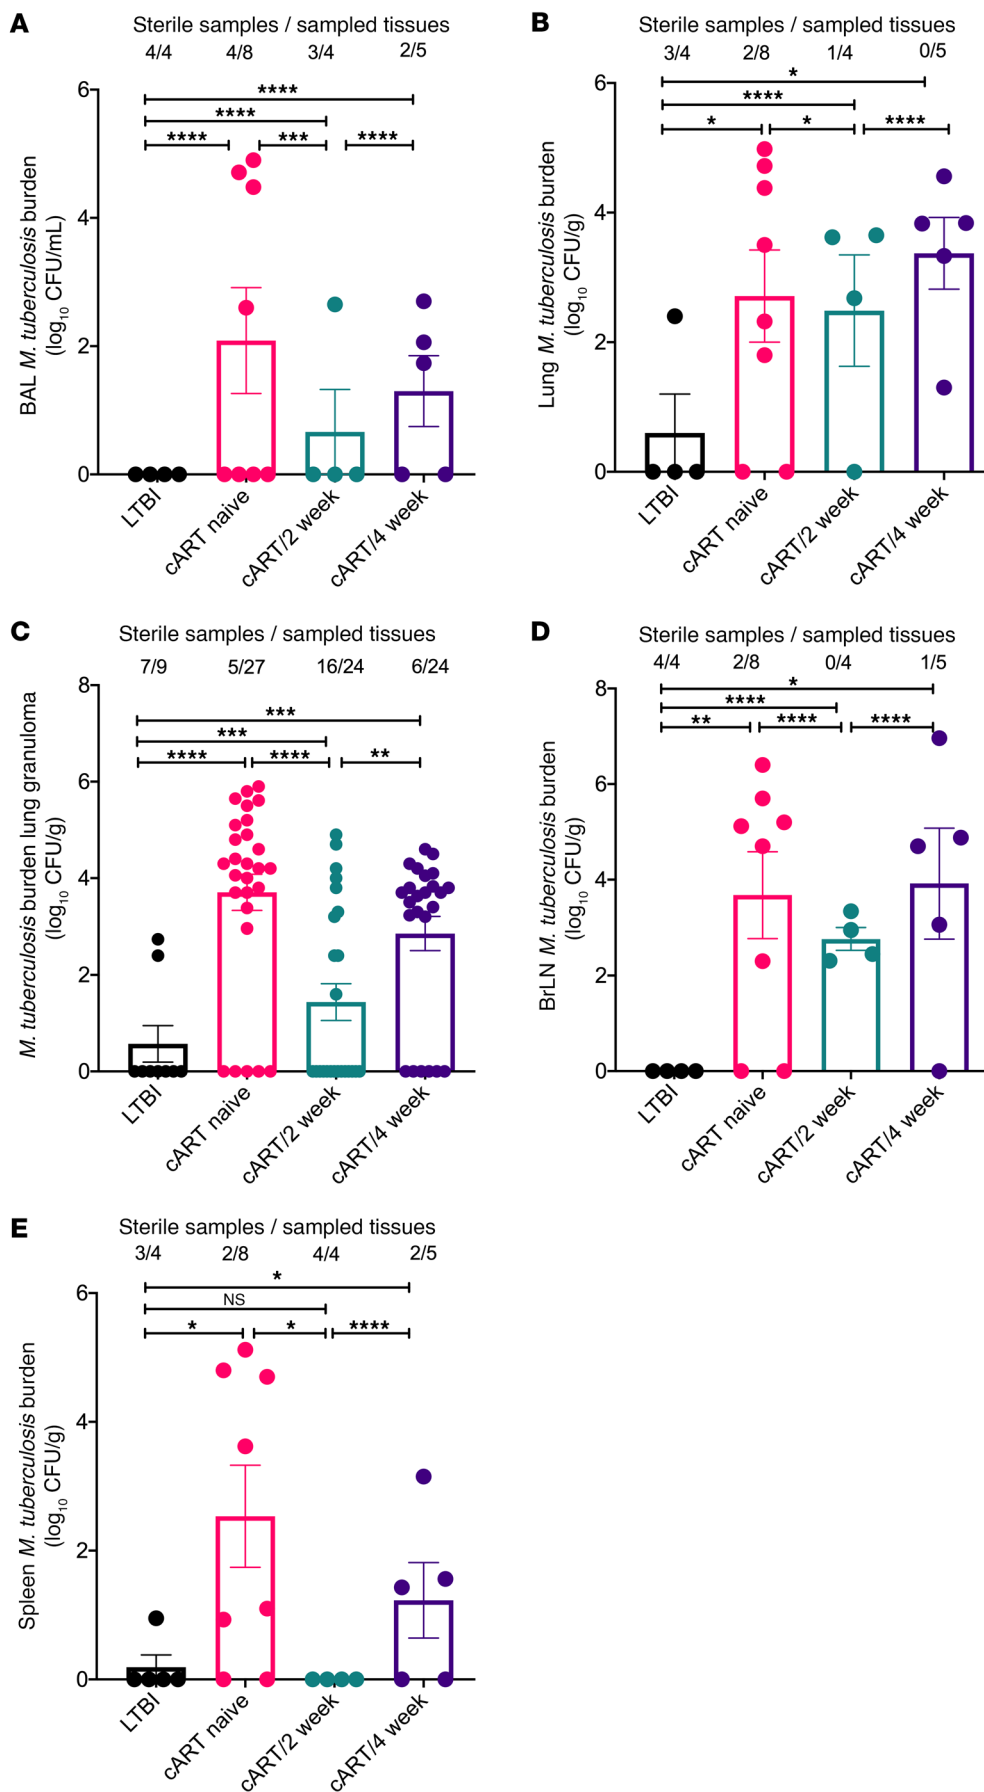 A
Sterile samples / sampled tissues
4/4 4/8 3/4 2/5
****
****
**** *** ****
BAL M. tuberculosis burden
(log10 CFU/mL)
6
4
2
0
LTBI
cART naive
cART/2 week
cART/4 week
B
Sterile samples / sampled tissues
3/4 2/8 1/4 0/5
*
****
* * ****
Lung M. tuberculosis burden
(log10 CFU/g)
6
4
2
0
LTBI
cART naive
cART/2 week
cART/4 week
C
Sterile samples / sampled tissues
7/9 5/27 16/24 6/24
***
***
**** **** **
M. tuberculosis burden lung granuloma
(log10 CFU/g)
8
6
4
2
0
LTBI
cART naive
cART/2 week
cART/4 week
D
Sterile samples / sampled tissues
4/4 2/8 0/4 1/5
*
****
** **** ****
BrLN M. tuberculosis burden
(log10 CFU/g)
8
6
4
2
0
LTBI
cART naive
cART/2 week
cART/4 week
E
Sterile samples / sampled tissues
3/4 2/8 4/4 2/5
*
NS
* * ****
Spleen M. tuberculosis burden
(log10 CFU/g)
6
4
2
0
LTBI
cART naive
cART/2 week
cART/4 week